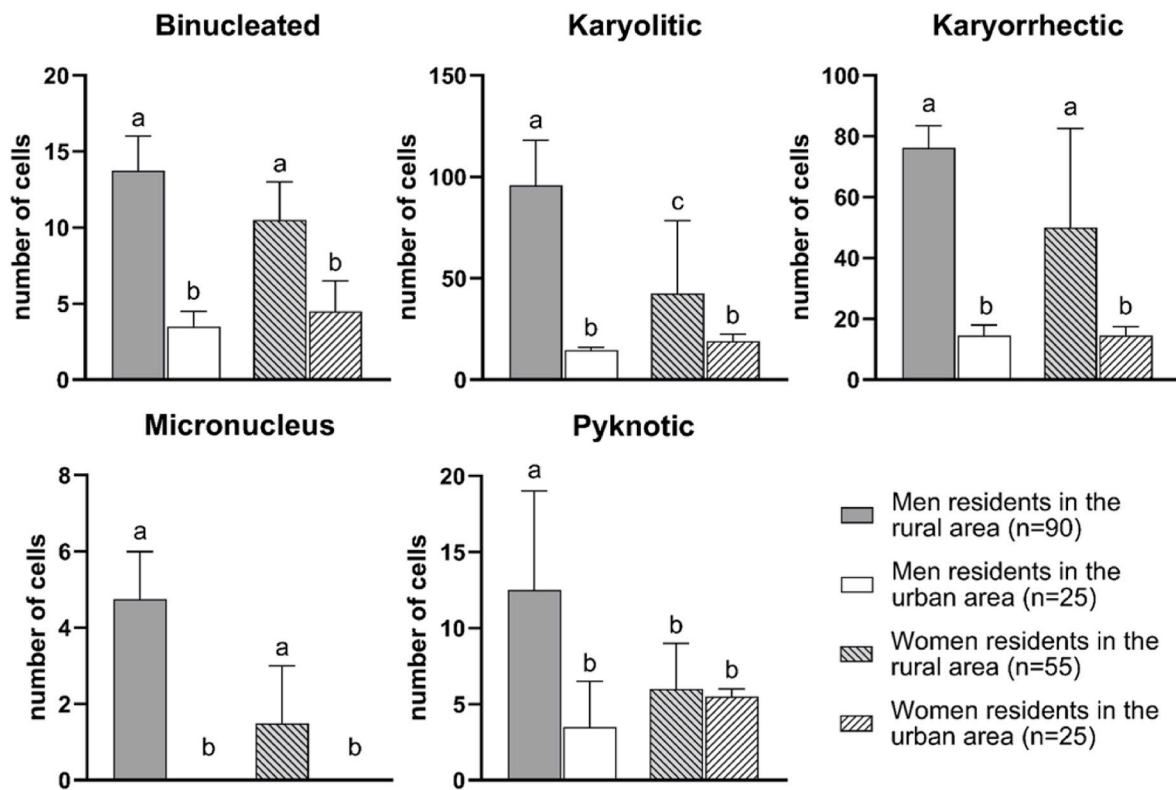 Binucleated
number of cells
20
15
10
5
0
a
b
a
b
Karyolitic
number of cells
150
100
50
0
a
b
c
b
Karyorrhectic
number of cells
100
80
60
40
20
0
a
b
a
b
Micronucleus
number of cells
8
6
4
2
0
a
b
a
b
Pyknotic
number of cells
20
15
10
5
0
a
b
b
b
Men residents in the
rural area (n=90)
Men residents in the
urban area (n=25)
Women residents in the
rural area (n=55)
Women residents in the
urban area (n=25)